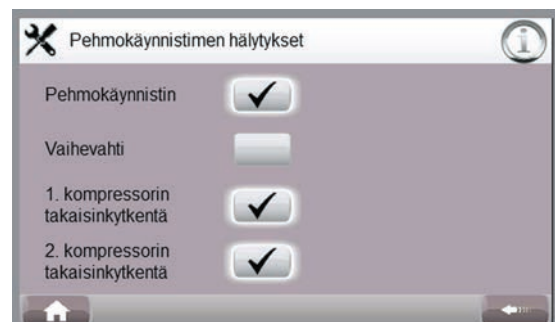 Pehmokäynnistimen hälytykset
Pehmokäynnistin
Vaihevahti
1. kompressorin
takaisinkytkentä
2. kompressorin
takaisinkytkentä